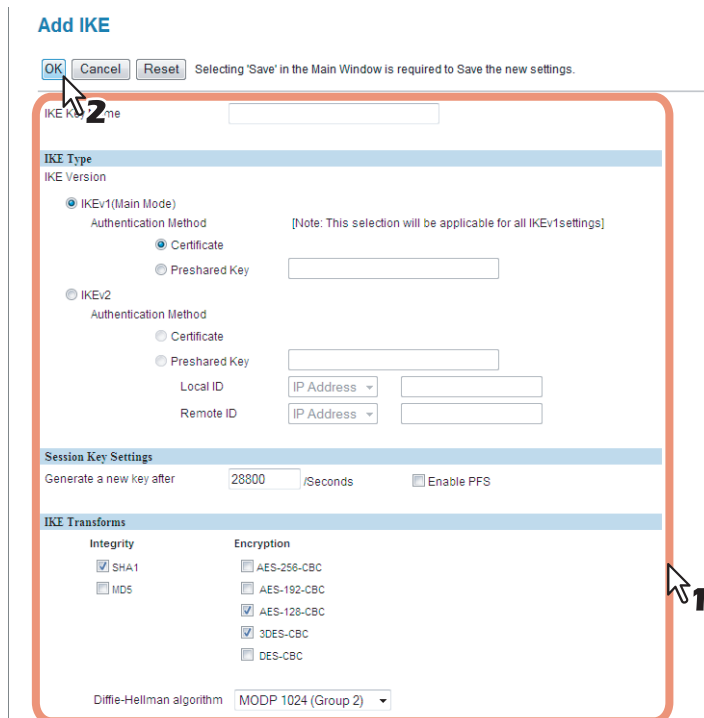 Add IKE
OK Cancel Reset Selecting 'Save' in the Main Window is required to Save the new settings.
2
IKE Key Name
IKE Type
IKE Version
IKEv1(Main Mode)
Authentication Method [Note: This selection will be applicable for all IKEv1settings]
Certificate
Preshared Key
IKEv2
Authentication Method
Certificate
Preshared Key
Local ID IP Address
Remote ID IP Address
Session Key Settings
Generate a new key after 28800 /Seconds Enable PFS
IKE Transforms
Integrity Encryption
SHA1 AES-256-CBC
MD5 AES-192-CBC
1
AES-128-CBC
3DES-CBC
DES-CBC
Diffie-Hellman algorithm MODP 1024 (Group 2)